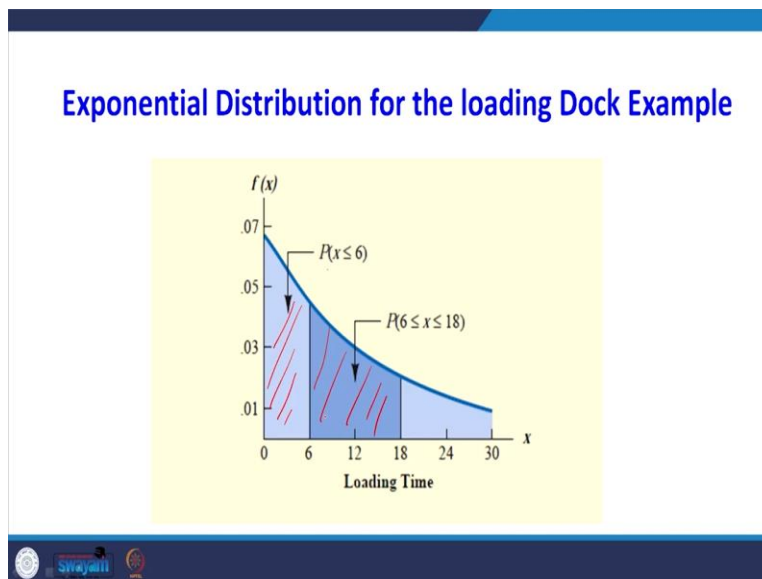 Exponential Distribution for the loading Dock Example
f(x)
.07
P(x ≤ 6)
.05
P(6 ≤ x ≤ 18)
.03
.01
x
0 6 12 18 24 30
Loading Time
swayam